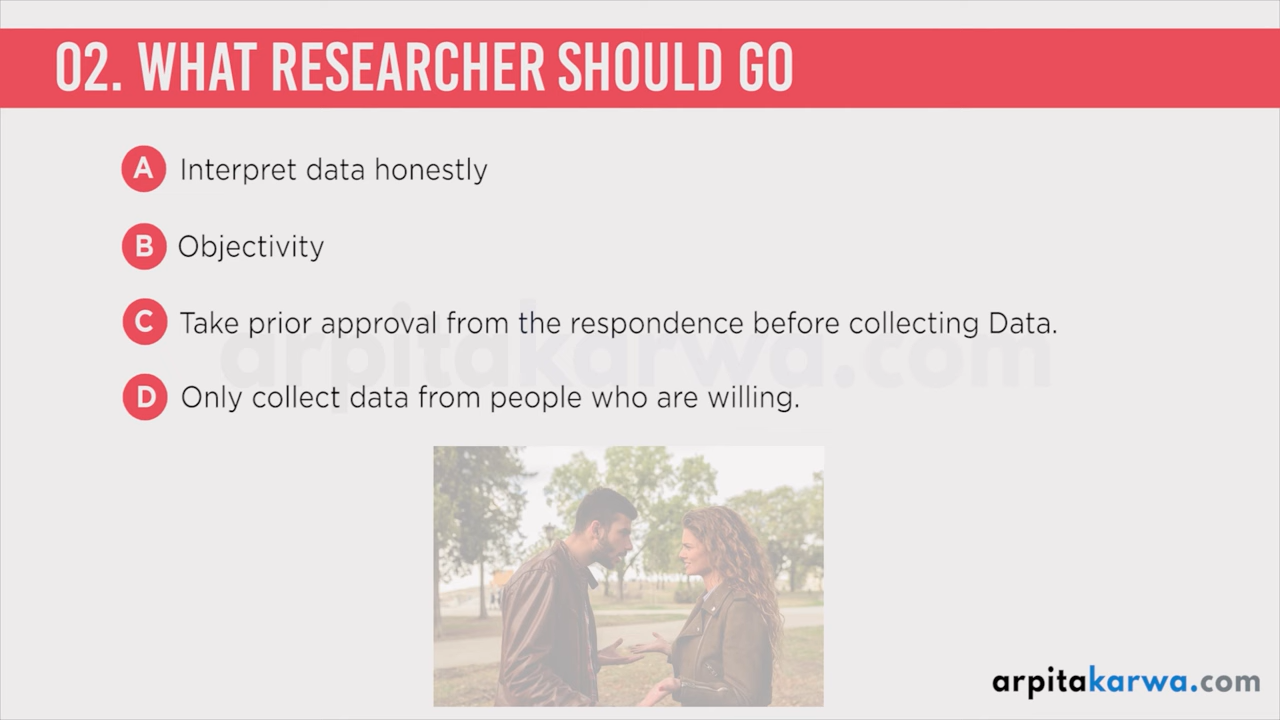 02. WHAT RESEARCHER SHOULD GO
A Interpret data honestly
B Objectivity
C Take prior approval from the respondence before collecting Data.
D Only collect data from people who are willing.
arpitakarwa.com
arpitakarwa.com